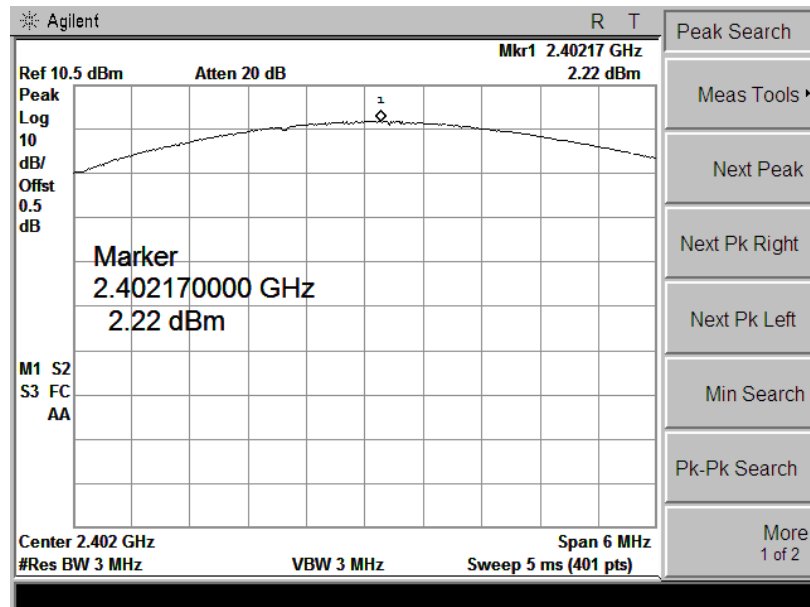 Agilent R T
Mkr1 2.40217 GHz
Ref 10.5 dBm Atten 20 dB 2.22 dBm
Peak
Log
10
dB/
Offst
0.5
dB
1
Marker
2.402170000 GHz
2.22 dBm
M1 S2
S3 FC
AA
Center 2.402 GHz Span 6 MHz
#Res BW 3 MHz VBW 3 MHz Sweep 5 ms (401 pts)
Peak Search
Meas Tools
Next Peak
Next Pk Right
Next Pk Left
Min Search
Pk-Pk Search
More
1 of 2